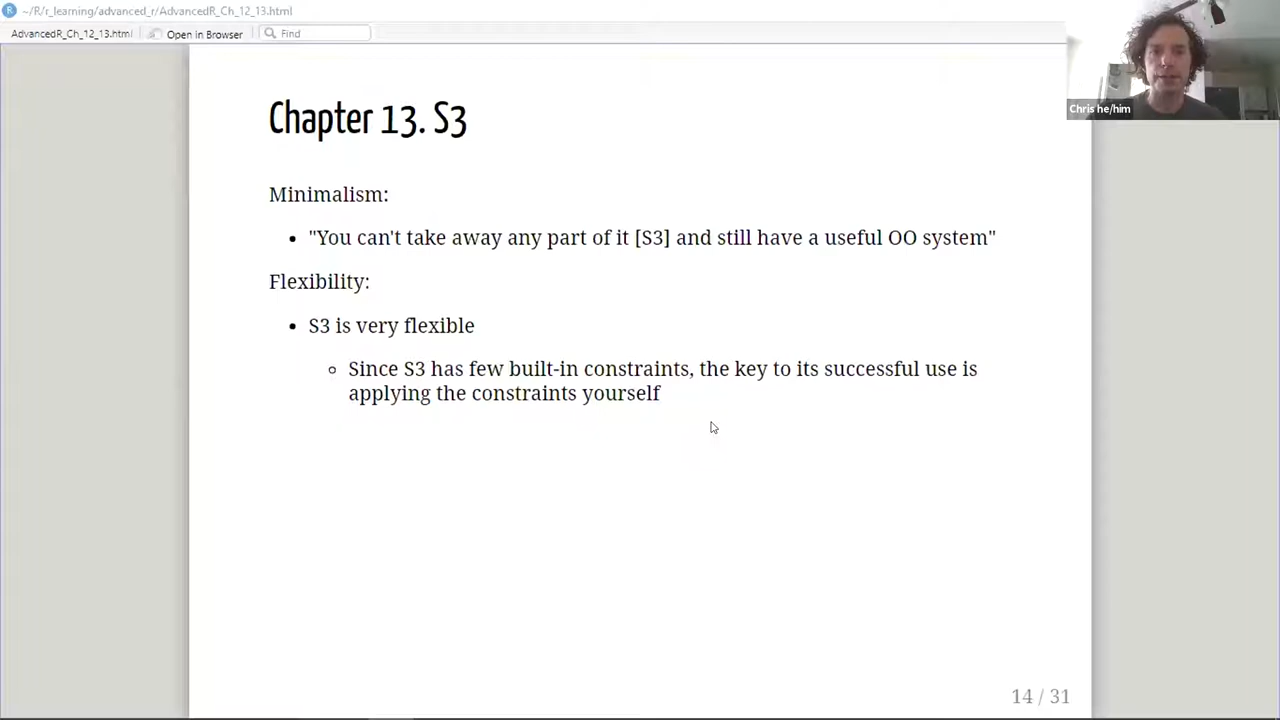 ~/R/r_learning/advanced_r/AdvancedR_Ch_12_13.html
AdvancedR_Ch_12_13.html
Open in Browser
Find
Chris he/him
Chapter 13. S3
Minimalism:
• "You can't take away any part of it [S3] and still have a useful OO system"
Flexibility:
• S3 is very flexible
◦ Since S3 has few built-in constraints, the key to its successful use is
applying the constraints yourself
14 / 31